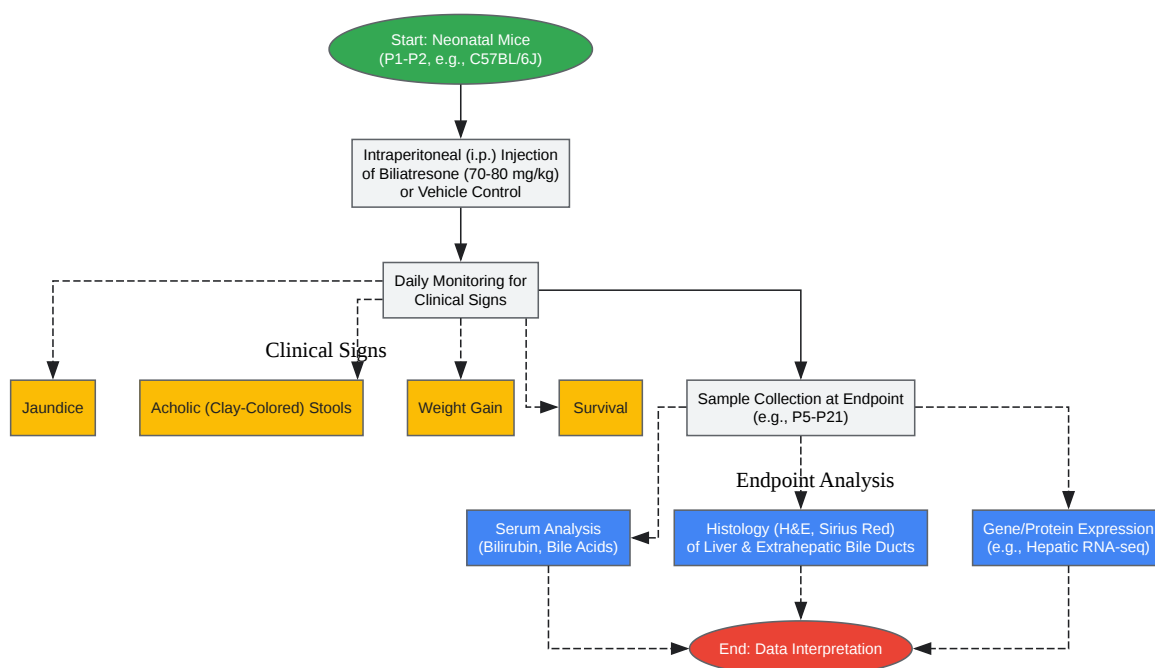 Start: Neonatal Mice
(P1-P2, e.g., C57BL/6J)
Intraperitoneal (i.p.) Injection
of Biliatresone (70-80 mg/kg)
or Vehicle Control
Daily Monitoring for
Clinical Signs
Clinical Signs
Jaundice
Acholic (Clay-Colored) Stools
Weight Gain
Survival
Sample Collection at Endpoint
(e.g., P5-P21)
Endpoint Analysis
Serum Analysis
(Bilirubin, Bile Acids)
Histology (H&E, Sirius Red)
of Liver & Extrahepatic Bile Ducts
Gene/Protein Expression
(e.g., Hepatic RNA-seq)
End: Data Interpretation